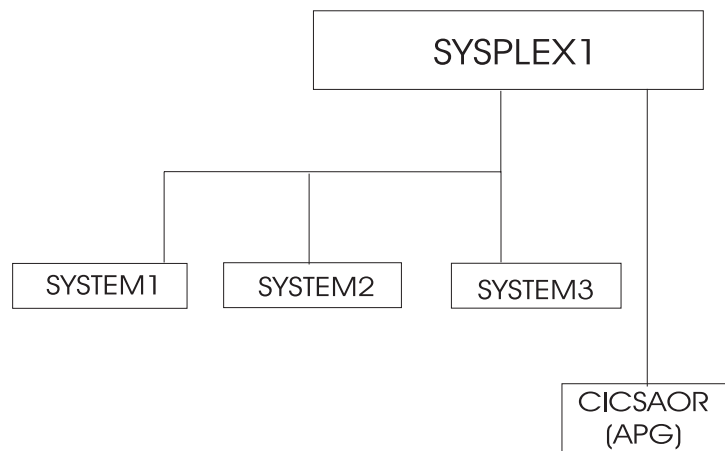 SYSPLEX1
SYSTEM1
SYSTEM2
SYSTEM3
CICSAOR
(APG)